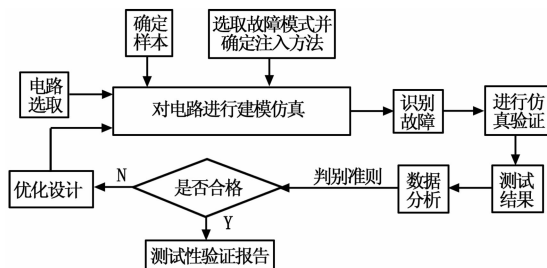 确定
样本
选取故障模式并
确定注入方法
电路
选取
对电路进行建模仿真
识别
故障
进行仿
真验证
优化设计
N
是否合格
判别准则
数据
分析
测试
结果
Y
测试性验证报告